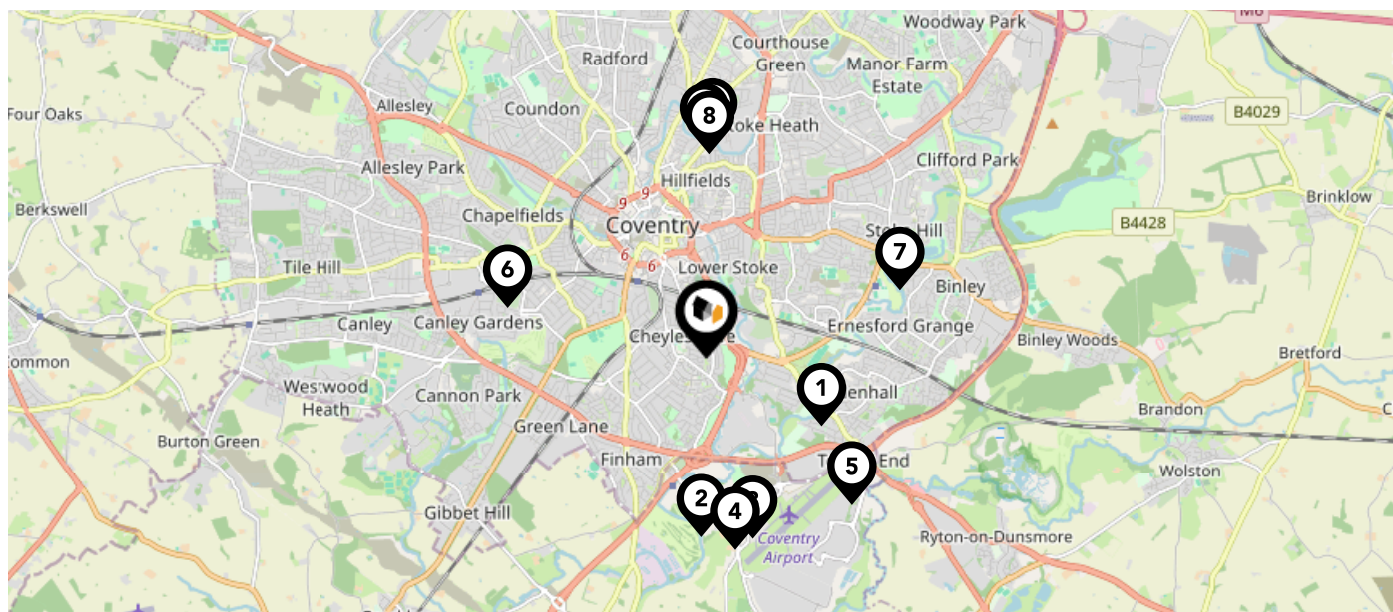 M6
Woodway Park
Courthouse
Green
Radford
Manor Farm
Estate
Allesley
Coundon
Four Oaks
B4029
8
Stoke Heath
Allesley Park
Clifford Park
Hillfields
9
9
Brinklow
Berkswell
Chapelfields
Coventry
B4428
Hill
7
6
6
Lower Stoke
Tile Hill
6
Binley
Canley
Canley Gardens
Ernesford Grange
Binley Woods
Bretford
Westwood
Heath
Cannon Park
1
Brandon
Burton Green
Green Lane
Finham
5
End
Wolston
2
4
Gibbet Hill
Coventry
Airport
Ryton-on-Dunsmore